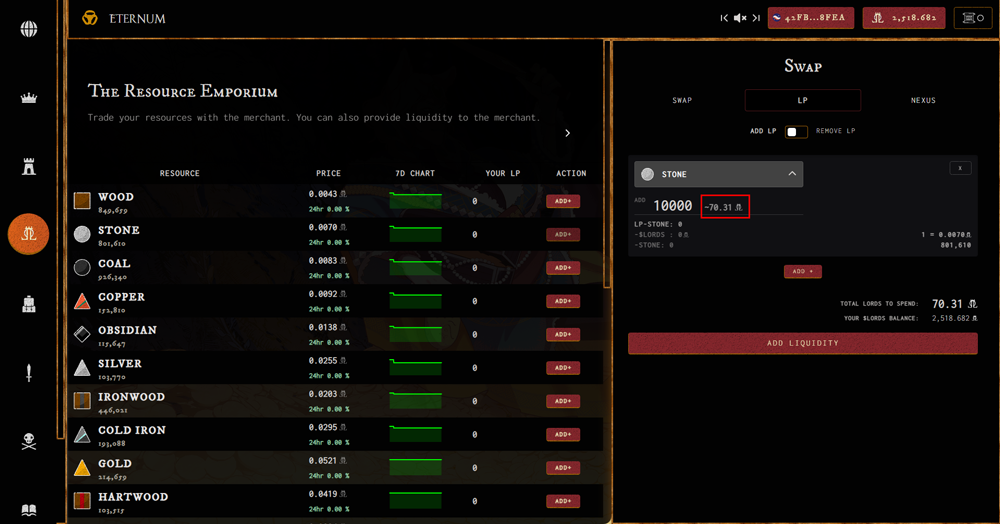 ETERNUM
42FB...8FEA
2,518.682
0
The Resource Emporium
Trade your resources with the merchant. You can also provide liquidity to the merchant.
RESOURCE PRICE 7D CHART YOUR LP ACTION
WOOD 0.0043 0 ADD+
849,659 24hr 0.00 %
STONE 0.0070 0 ADD+
801,610 24hr 0.00 %
COAL 0.0083 0 ADD+
926,340 24hr 0.00 %
COPPER 0.0092 0 ADD+
152,810 24hr 0.00 %
OBSIDIAN 0.0138 0 ADD+
115,647 24hr 0.00 %
SILVER 0.0255 0 ADD+
103,770 24hr 0.00 %
IRONWOOD 0.0203 0 ADD+
446,021 24hr 0.00 %
COLD IRON 0.0295 0 ADD+
193,088 24hr 0.00 %
GOLD 0.0521 0 ADD+
214,659 24hr 0.00 %
HARTWOOD 0.0419 0 ADD+
103,515 24hr 0.00 %
Swap
SWAP LP NEXUS
ADD LP REMOVE LP
STONE x
ADD 10000 ~70.31
LP-STONE: 0
-$LORDS : 0 1 = 0.0070
-STONE: 0 801,610
ADD +
TOTAL LORDS TO SPEND: 70.31
YOUR $LORDS BALANCE: 2,518.682
ADD LIQUIDITY